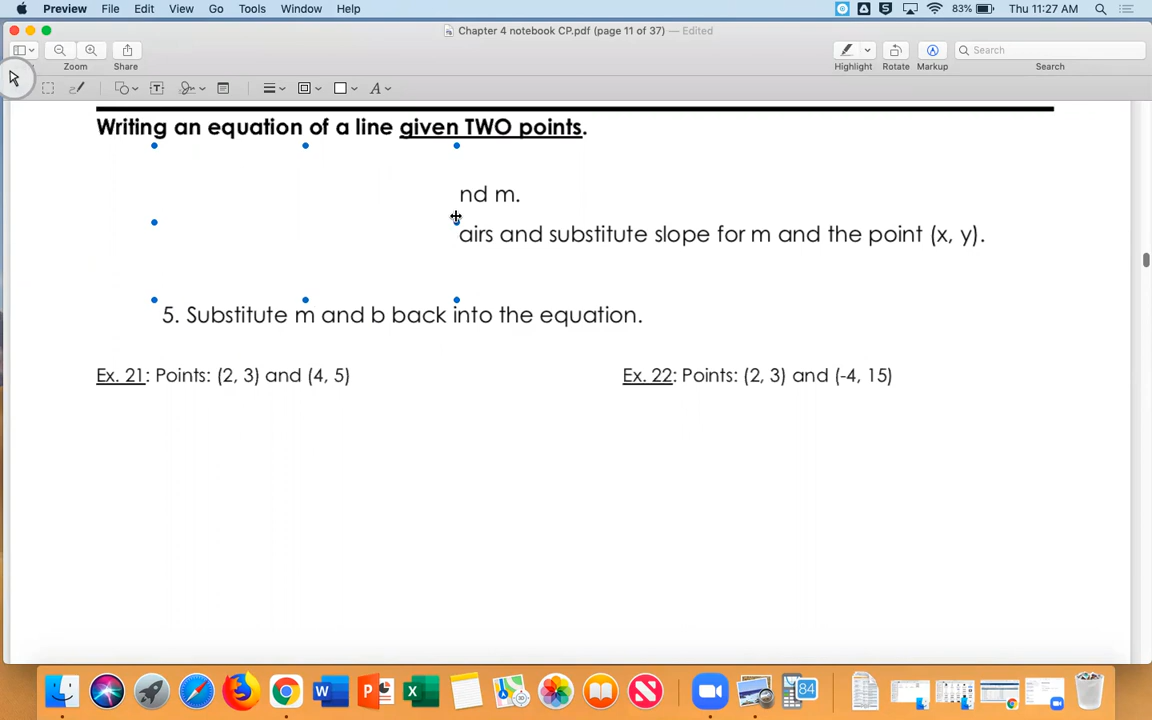 Preview File Edit View Go Tools Window Help 83% Thu 11:27 AM
Chapter 4 notebook CP.pdf (page 11 of 37) — Edited
Search
Zoom Share Highlight Rotate Markup Search
Writing an equation of a line given TWO points.
nd m.
airs and substitute slope for m and the point (x, y).
5. Substitute m and b back into the equation.
Ex. 21: Points: (2, 3) and (4, 5) Ex. 22: Points: (2, 3) and (-4, 15)
84